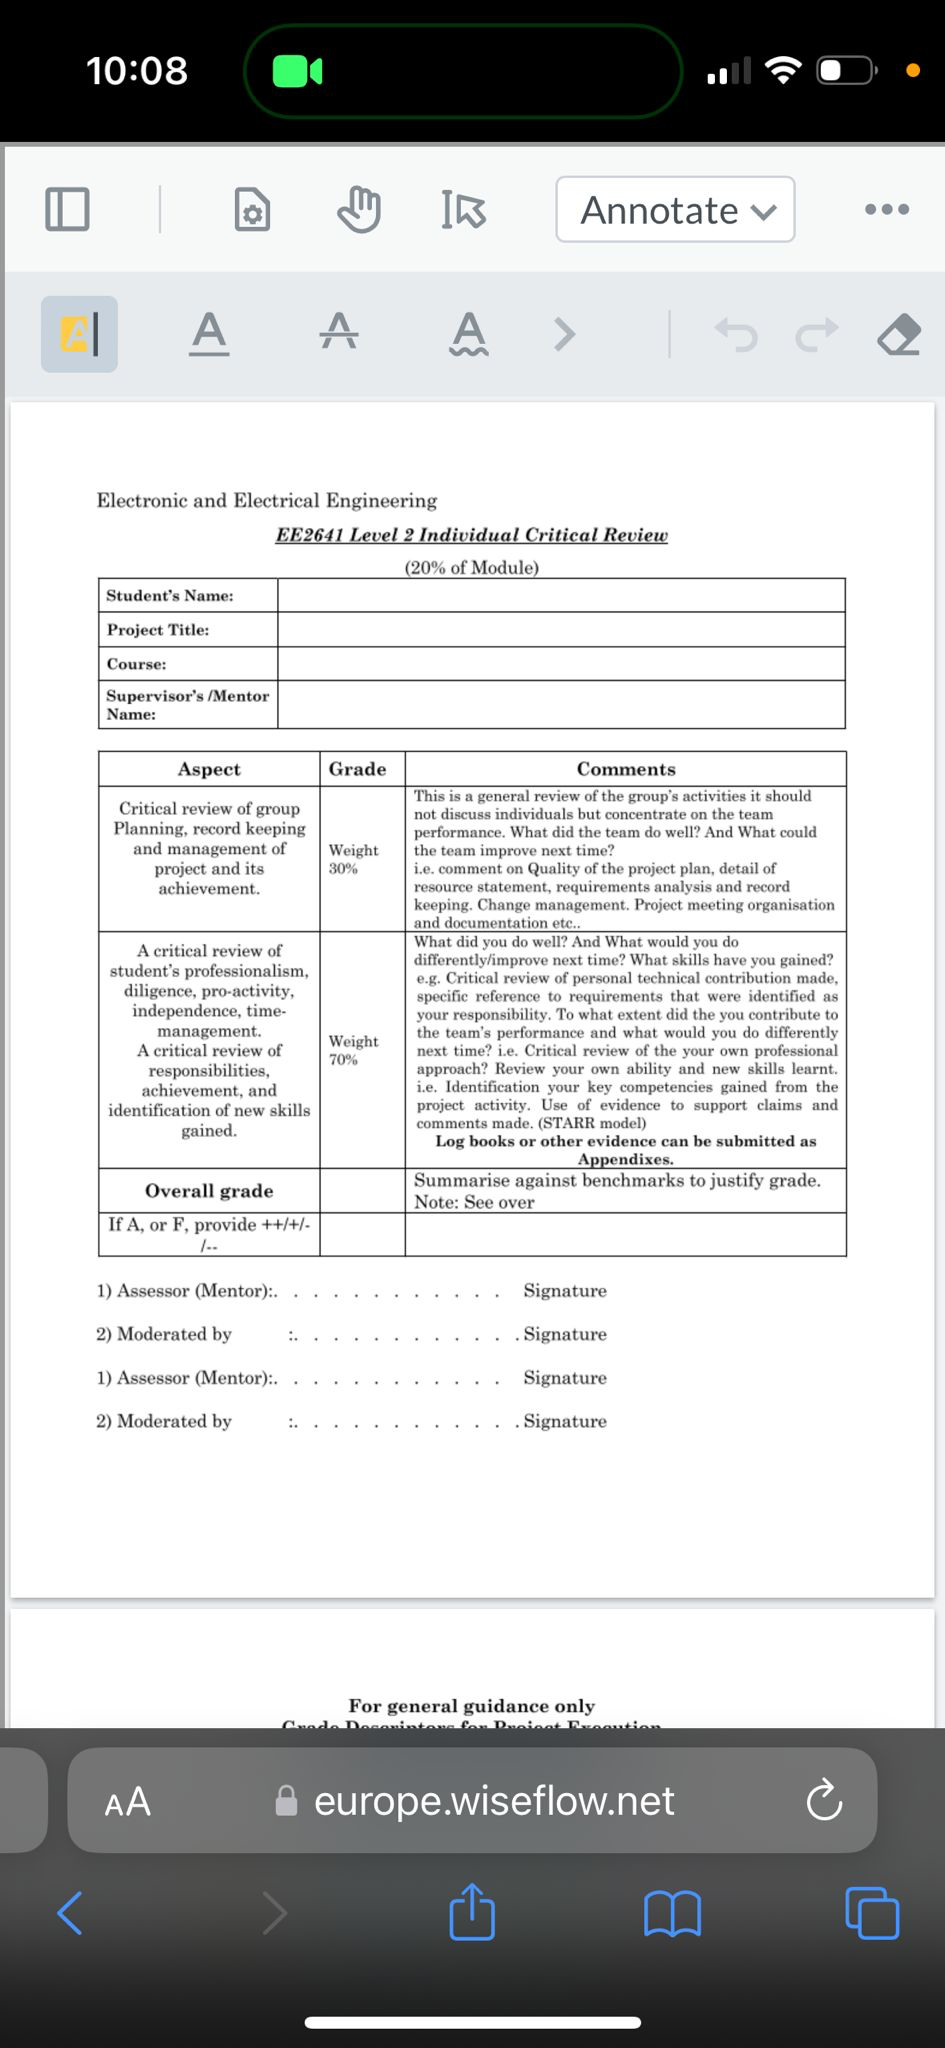 10:08
Annotate
A
A
A
A
Electronic and Electrical Engineering
EE2641 Level 2 Individual Critical Review
(20% of Module)
Student's Name:
Project Title:
Course:
Supervisor's /Mentor
Name:
Aspect Grade Comments
Critical review of group
Planning, record keeping
and management of
project and its
achievement.
Weight
30%
This is a general review of the group's activities it should
not discuss individuals but concentrate on the team
performance. What did the team do well? And What could
the team improve next time?
i.e. comment on Quality of the project plan, detail of
resource statement, requirements analysis and record
keeping. Change management. Project meeting organisation
and documentation etc..
A critical review of
student's professionalism,
diligence, pro-activity,
independence, time-
management.
A critical review of
responsibilities,
achievement, and
identification of new skills
gained.
Weight
70%
What did you do well? And What would you do
differently/improve next time? What skills have you gained?
e.g. Critical review of personal technical contribution made,
specific reference to requirements that were identified as
your responsibility. To what extent did the you contribute to
the team's performance and what would you do differently
next time? i.e. Critical review of the your own professional
approach? Review your own ability and new skills learnt.
i.e. Identification your key competencies gained from the
project activity. Use of evidence to support claims and
comments made. (STARR model)
Log books or other evidence can be submitted as
Appendixes.
Overall grade
Summarise against benchmarks to justify grade.
Note: See over
If A, or F, provide ++/+/-
/--
1) Assessor (Mentor):. . . . . . . . . . . Signature
2) Moderated by :. . . . . . . . . . . Signature
1) Assessor (Mentor):. . . . . . . . . . . Signature
2) Moderated by :. . . . . . . . . . . Signature
For general guidance only
Grade Descriptors for Project Execution
AA europe.wiseflow.net